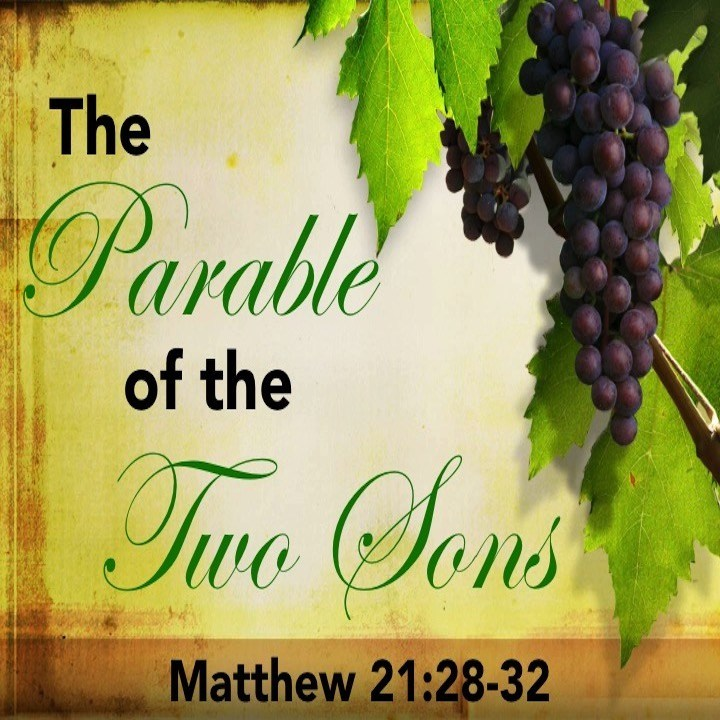 The
Parable
of the
Two Sons
Matthew 21:28-32